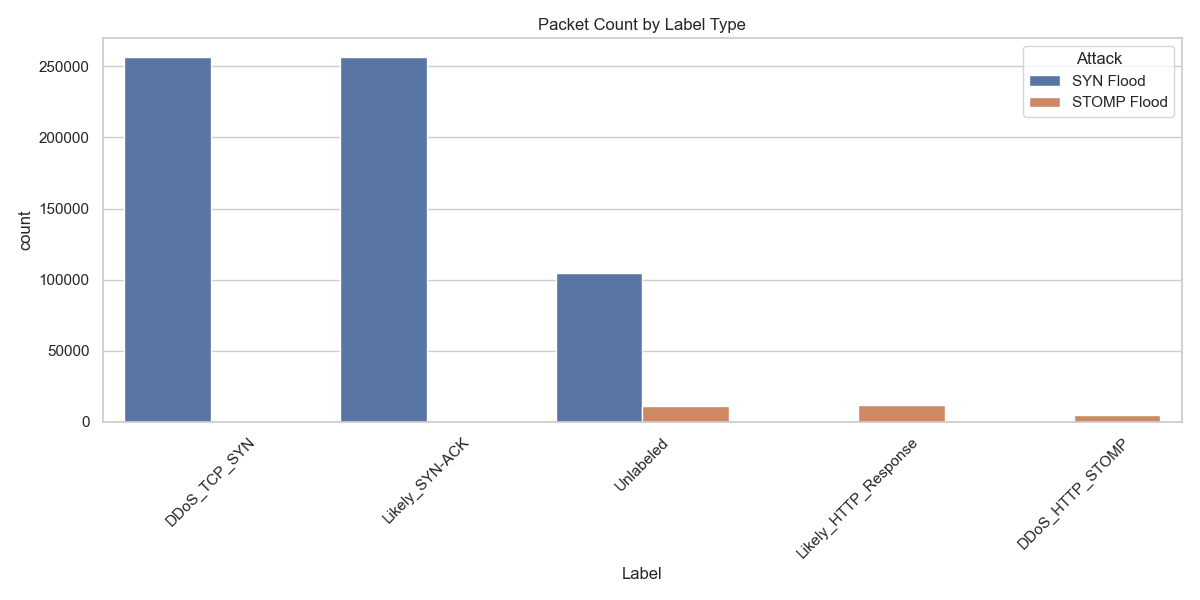 Packet Count by Label Type
Attack
SYN Flood
STOMP Flood
count
250000
200000
150000
100000
50000
0
DDoS_TCP_SYN
Likely_SYN-ACK
Unlabeled
Likely_HTTP_Response
DDoS_HTTP_STOMP
Label